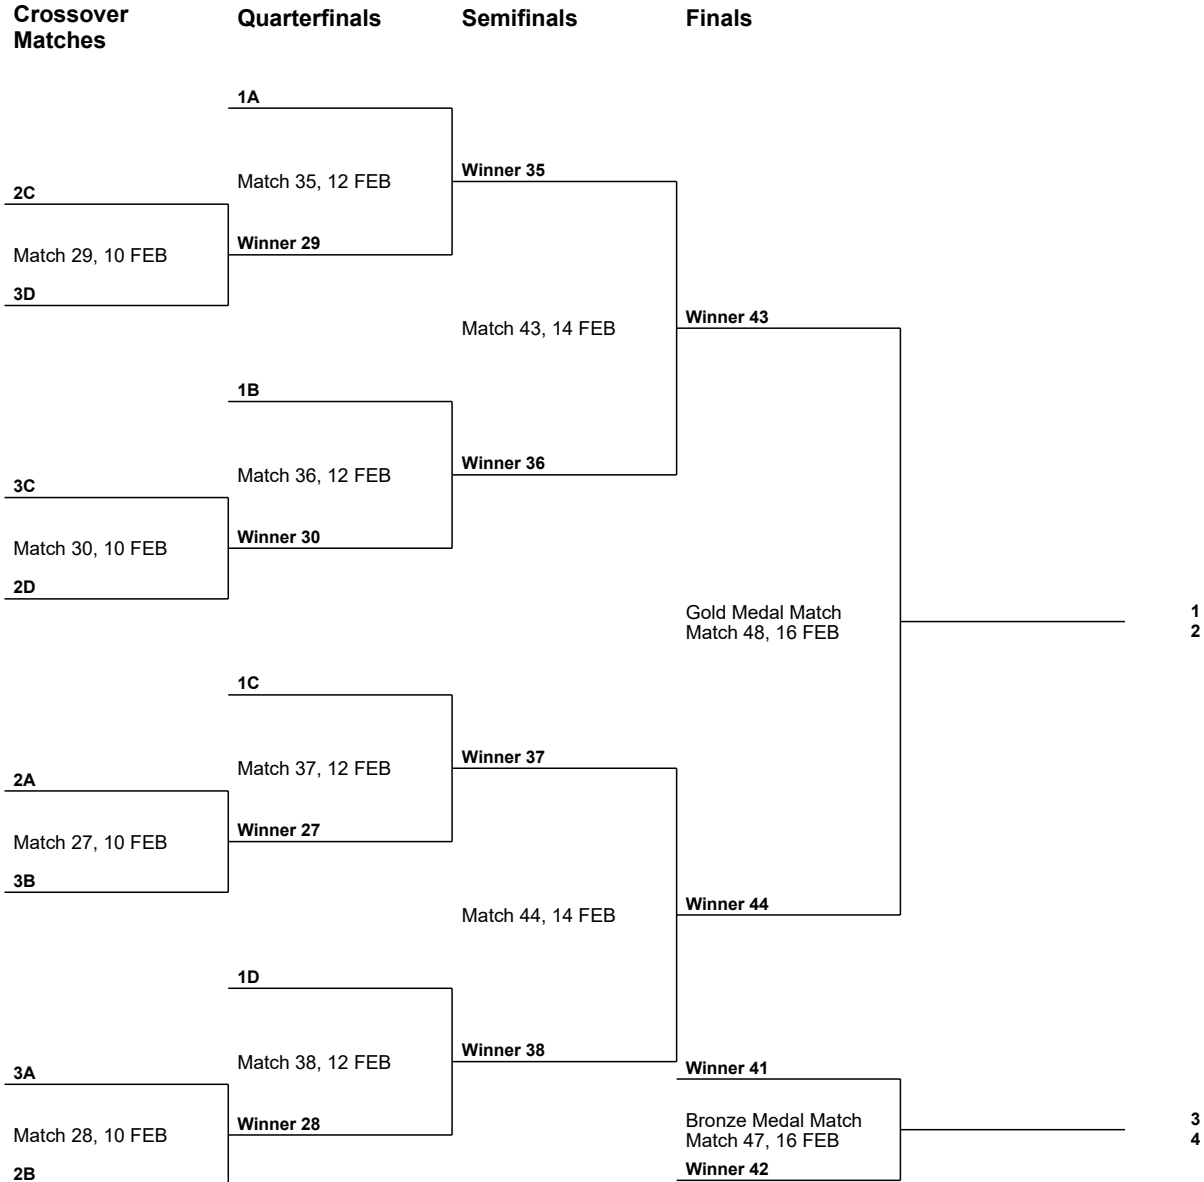 Crossover
Matches
Quarterfinals
Semifinals
Finals
1A
Match 35, 12 FEB
Winner 35
2C
Winner 29
Match 29, 10 FEB
3D
Winner 43
Match 43, 14 FEB
1B
Winner 36
Match 36, 12 FEB
3C
Winner 30
Match 30, 10 FEB
2D
Gold Medal Match
Match 48, 16 FEB
1
2
1C
Winner 37
Match 37, 12 FEB
2A
Winner 27
Match 27, 10 FEB
3B
Winner 44
Match 44, 14 FEB
1D
Winner 38
Match 38, 12 FEB
Winner 41
3A
Winner 28
Bronze Medal Match
Match 47, 16 FEB
3
4
Match 28, 10 FEB
Winner 42
2B